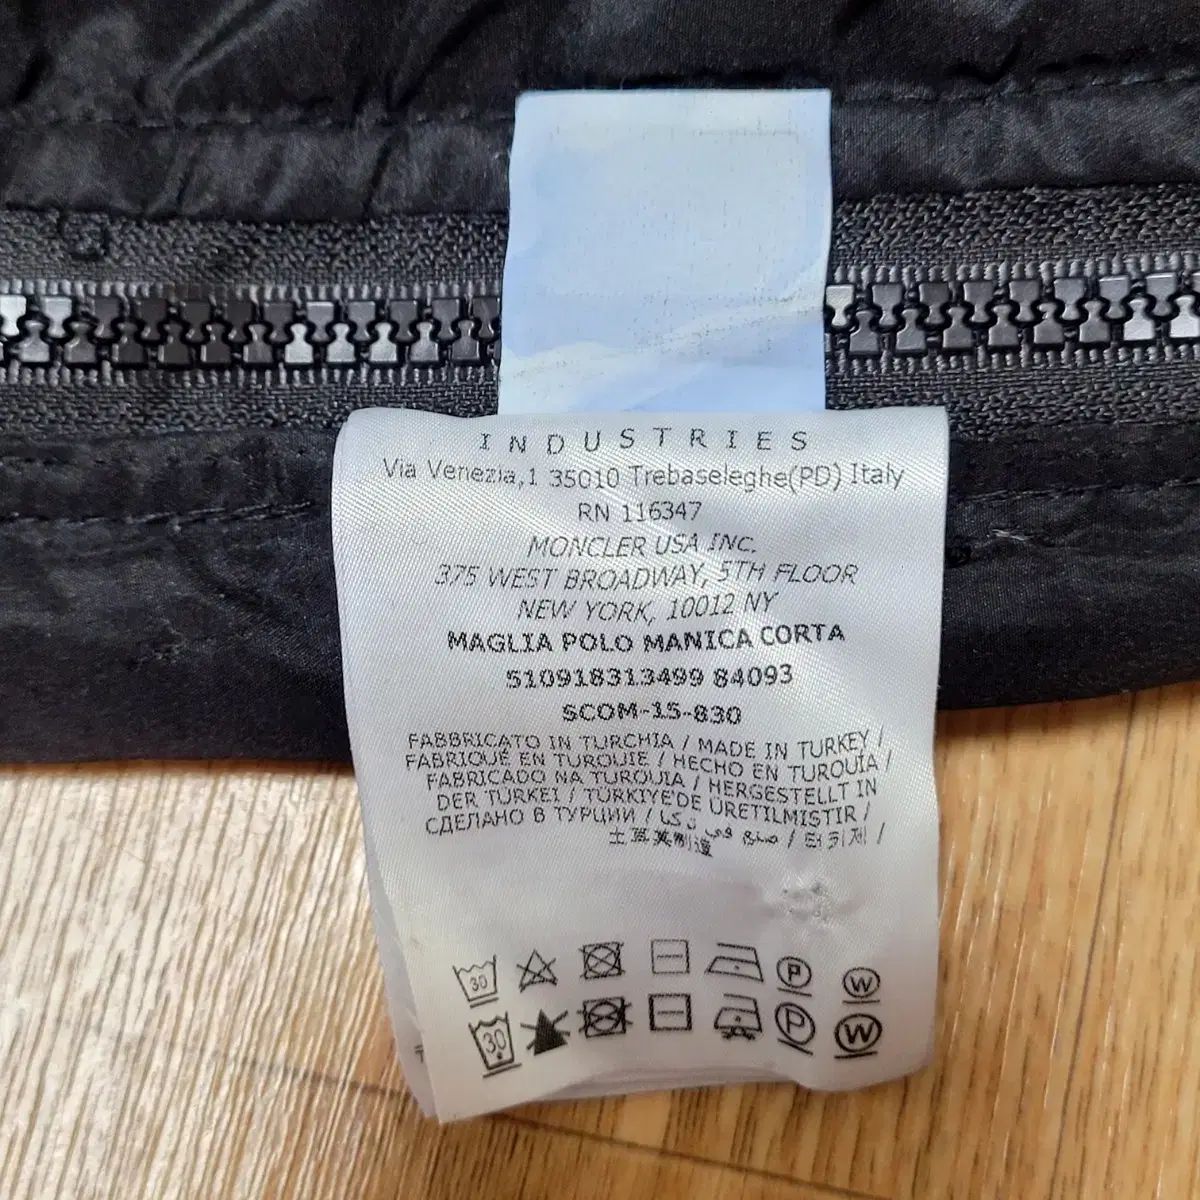 INDUSTRIES
Via Venezia,1 35010 Trebaseleghe(PD) Italy
RN 116347
MONCLER USA INC.
375 WEST BROADWAY, 5TH FLOOR
NEW YORK, 10012 NY
MAGLIA POLO MANICA CORTA
510918313499 84093
SCOM-15-830
FABBRICATO IN TURCHIA / MADE IN TURKEY /
FABRIQUÉ EN TURQUIE / HECHO EN TURQUÍA /
FABRICADO NA TURQUIA / HERGESTELLT IN
DER TÜRKEI / TÜRKIYE'DE ÜRETILMISTIR /
СДЕЛАНО В ТУРЦИИ /
土耳其制造 / 터키제 /
30 P W
30 P W